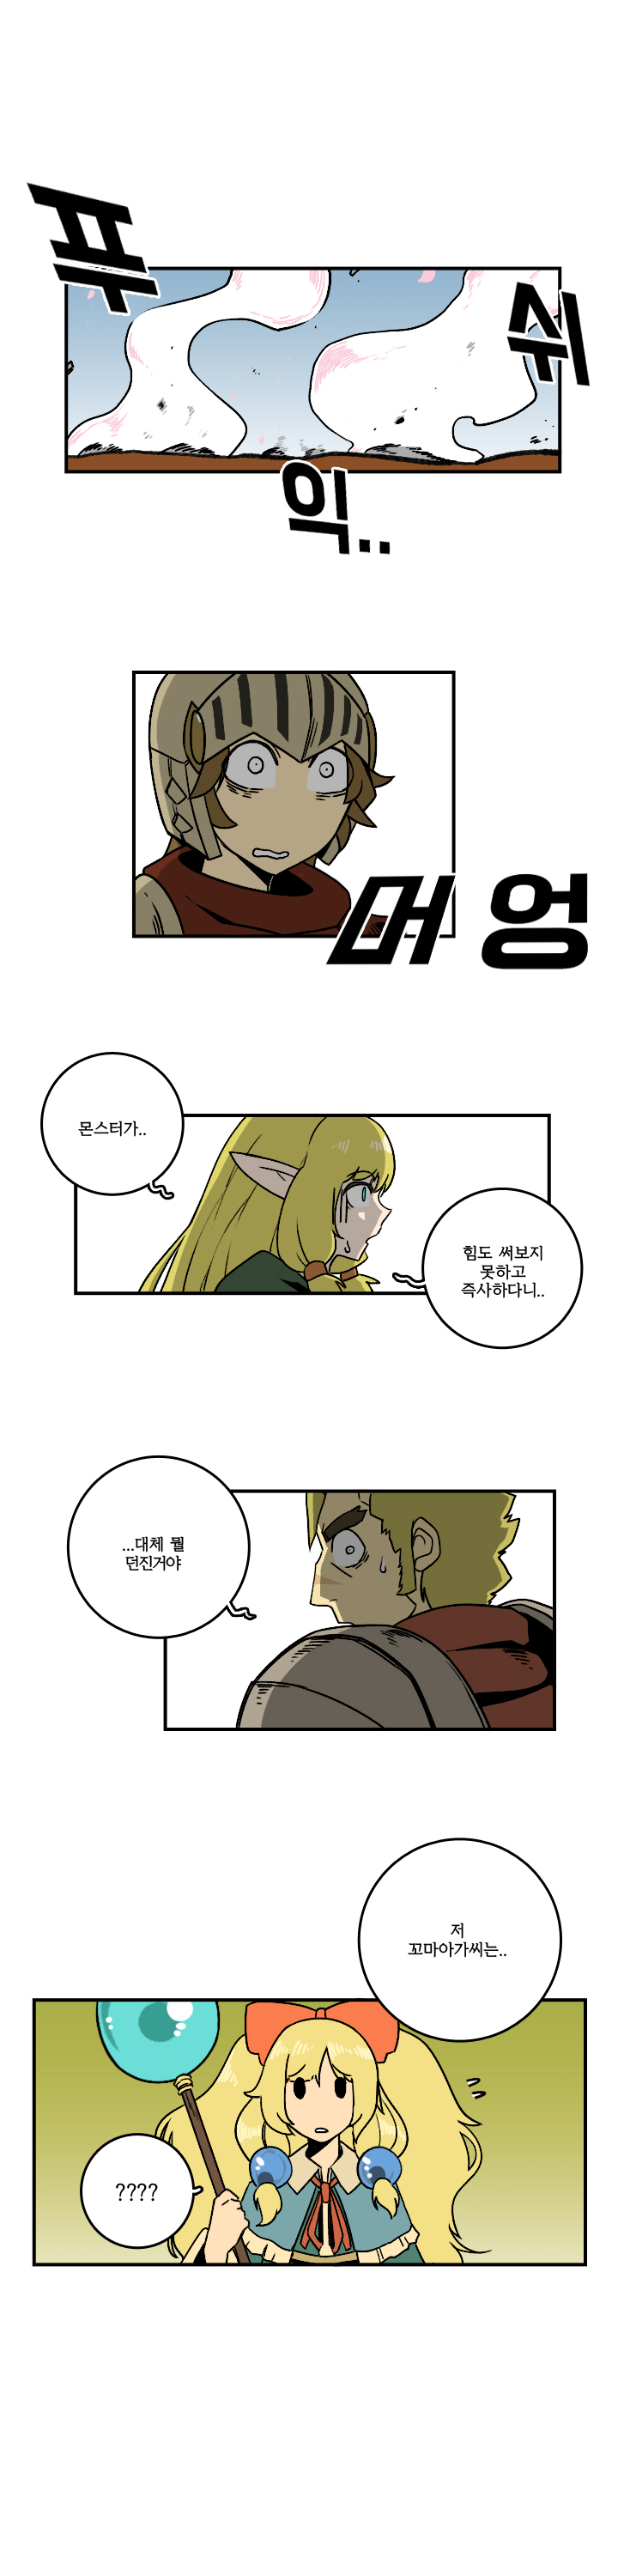 퓨
쉬
익..
머엉
몬스터가..
힘도 써보지
못하고
즉사하다니..
...대체 뭘
던진거야
저
꼬마아가씨는..
????